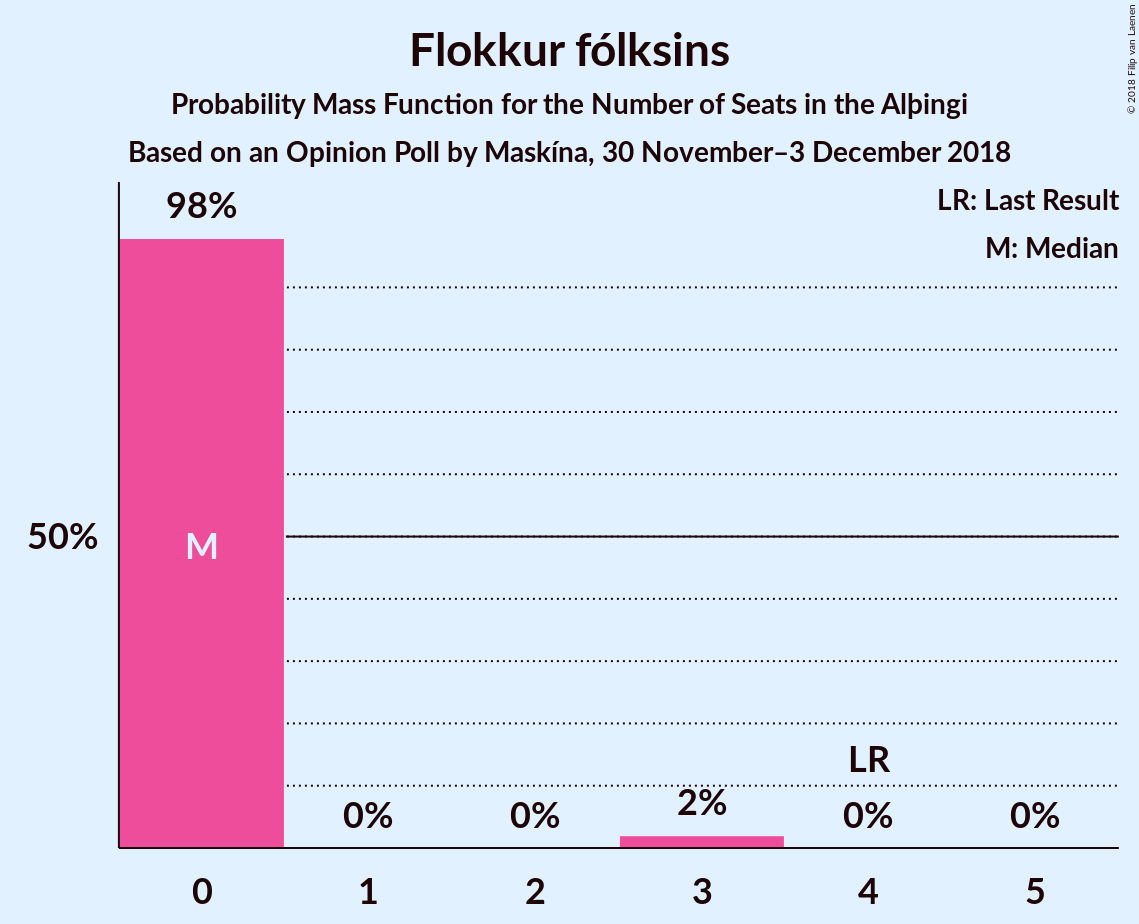 Flokkur fólksins
Probability Mass Function for the Number of Seats in the Alþingi
Based on an Opinion Poll by Maskína, 30 November–3 December 2018
© 2018 Filip van Laenen
LR: Last Result
M: Median
98%
50%
M
LR
0%
0%
2%
0%
0%
0
1
2
3
4
5